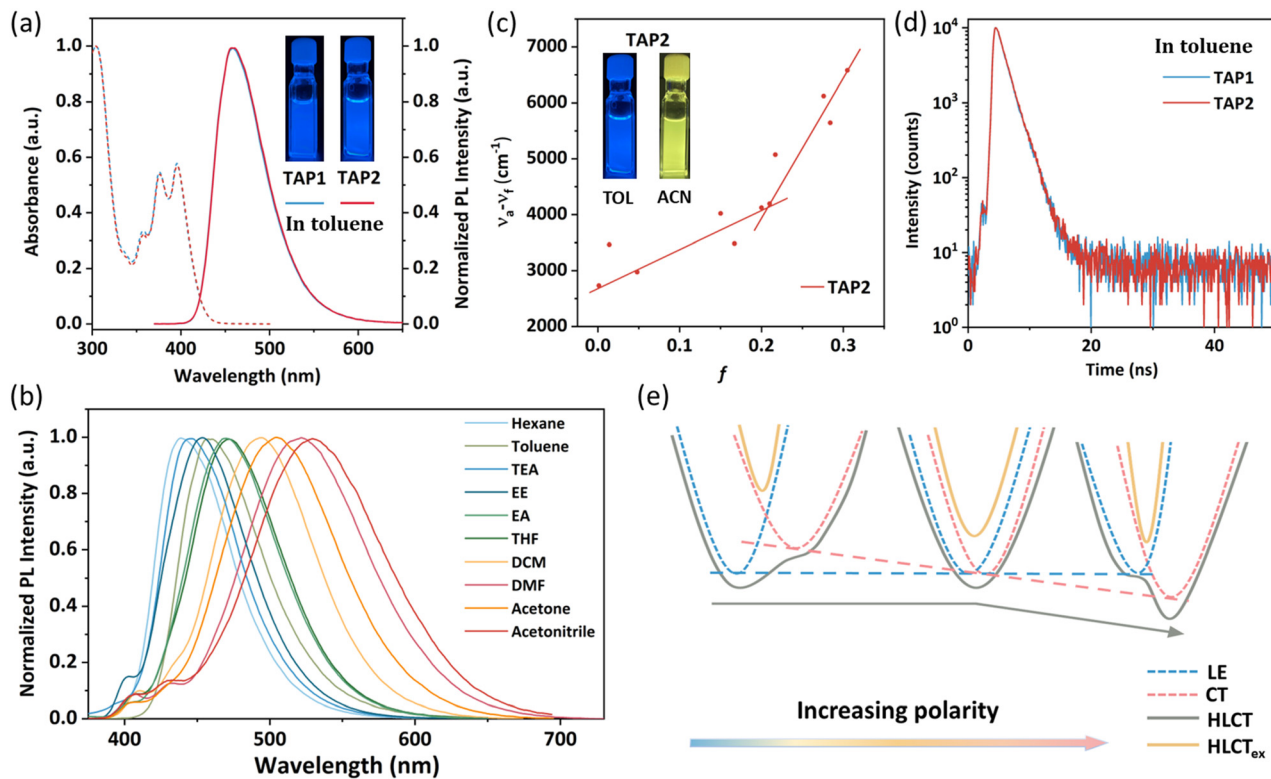 (a)
Absorbance (a.u.)
1.0
0.8
0.6
0.4
0.2
0.0
300
400
500
600
Wavelength (nm)
1.0
0.8
0.6
0.4
0.2
0.0
Normalized PL Intensity (a.u.)
TAP1 TAP2
In toluene
(c)
νa-νf (cm-1)
7000
6000
5000
4000
3000
2000
0.0
0.1
0.2
0.3
f
TAP2
TOL
ACN
TAP2
(d)
Intensity (counts)
10^4
10^3
10^2
10^1
10^0
0
20
40
Time (ns)
In toluene
TAP1
TAP2
(b)
Normalized PL Intensity (a.u.)
1.0
0.8
0.6
0.4
0.2
0.0
400
500
600
700
Wavelength (nm)
Hexane
Toluene
TEA
EE
EA
THF
DCM
DMF
Acetone
Acetonitrile
(e)
Increasing polarity
LE
CT
HLCT
HLCTex